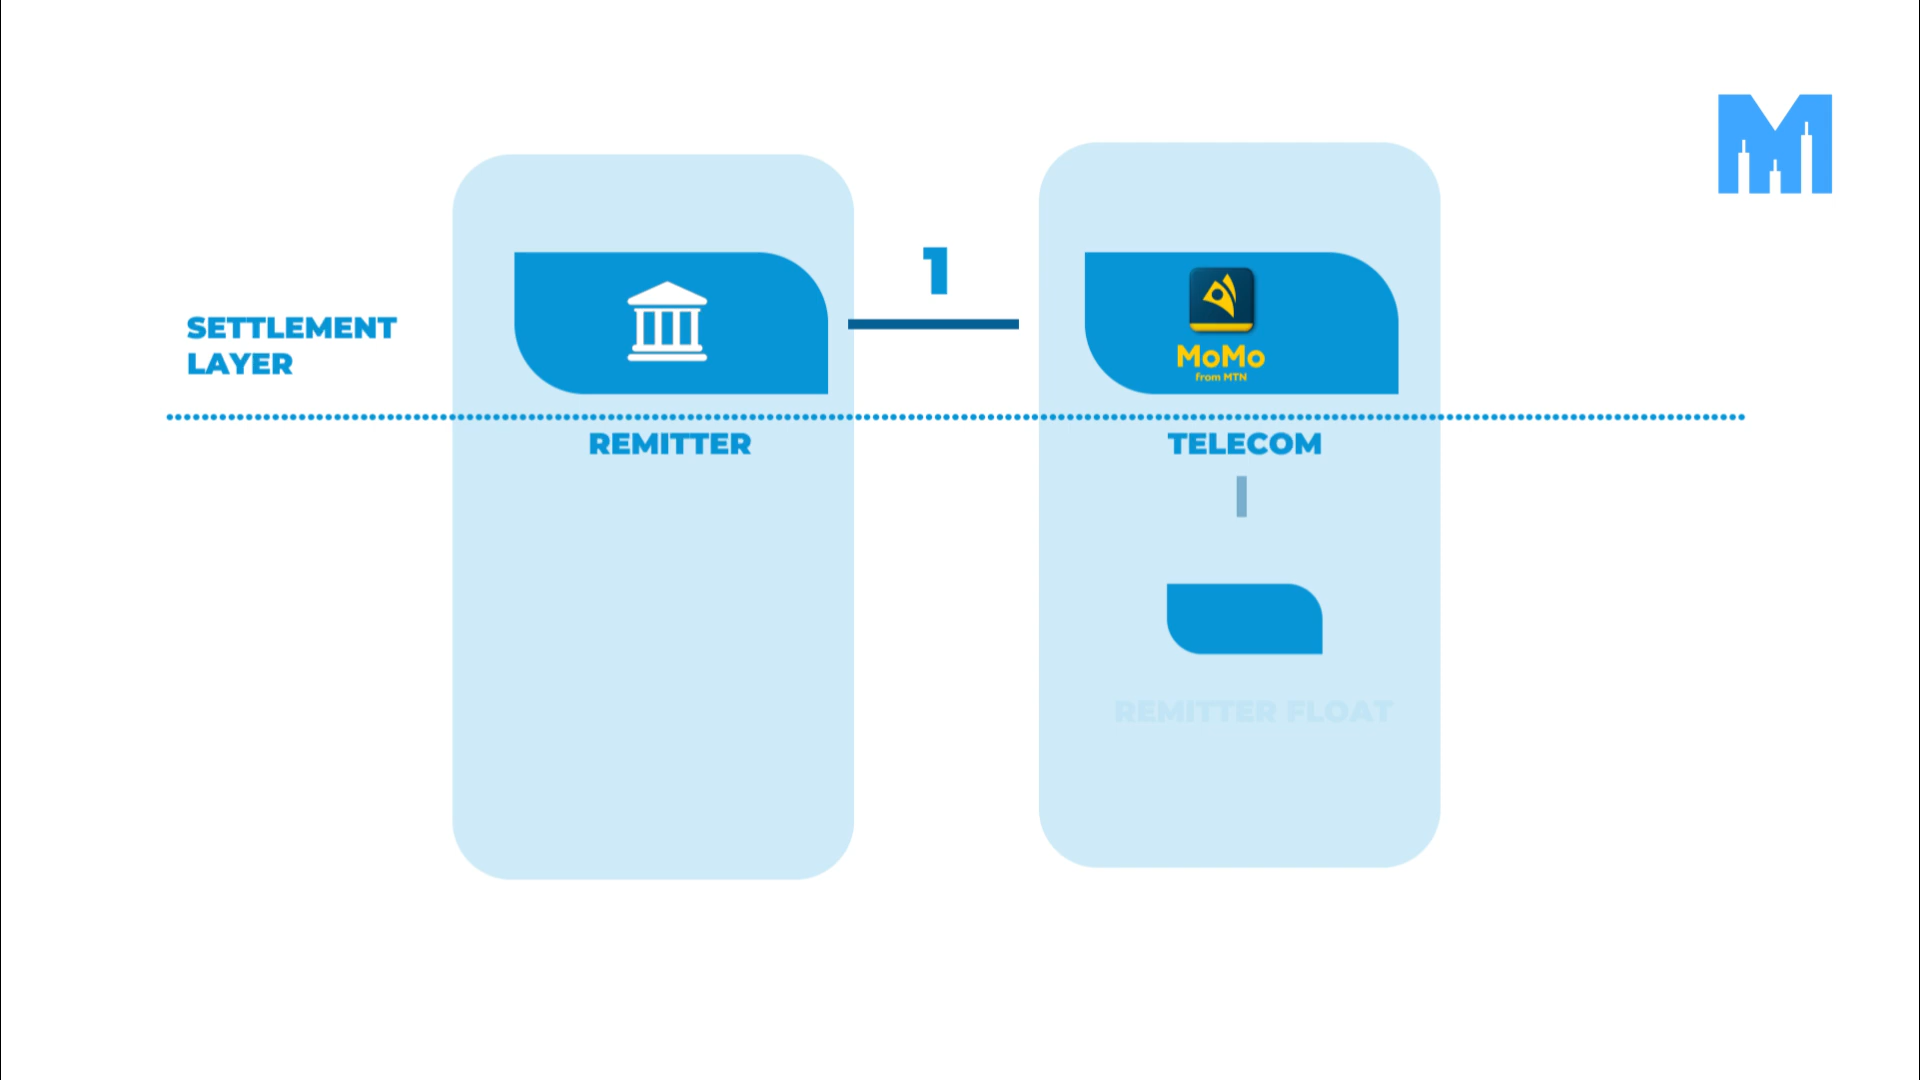 1
SETTLEMENT
LAYER
MoMo
from MTN
REMITTER
TELECOM
REMITTER FLOAT